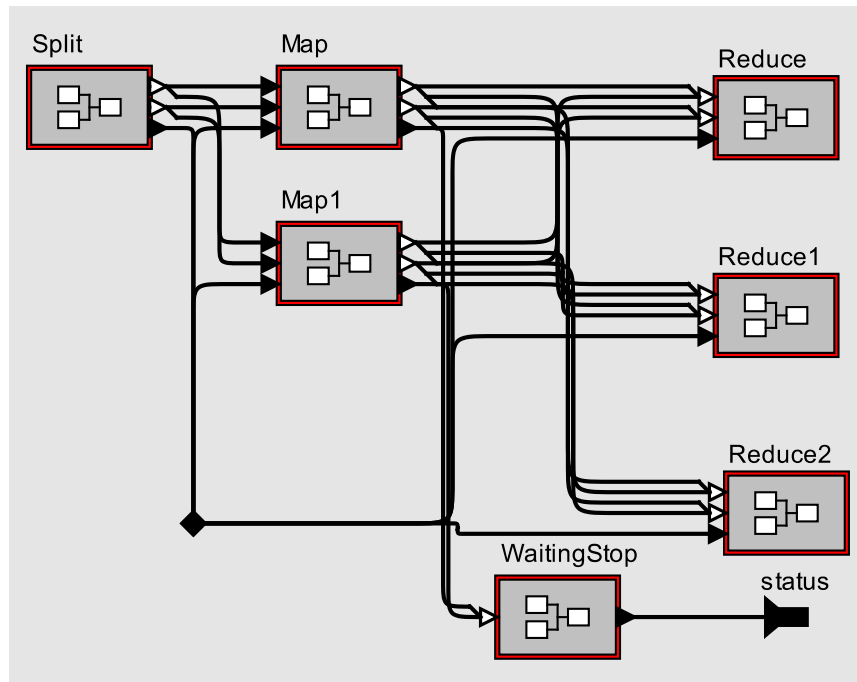 Split
Map
Reduce
Map1
Reduce1
Reduce2
WaitingStop
status